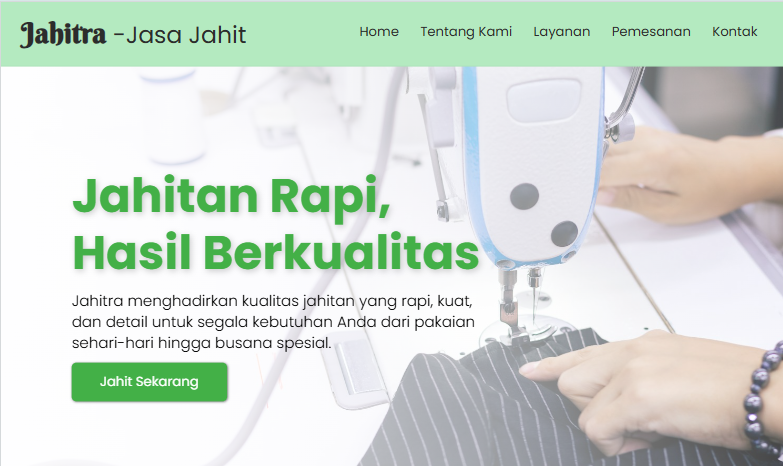 Jahitra -Jasa Jahit
Home Tentang Kami Layanan Pemesanan Kontak
Jahitan Rapi,
Hasil Berkualitas
Jahitra menghadirkan kualitas jahitan yang rapi, kuat,
dan detail untuk segala kebutuhan Anda dari pakaian
sehari-hari hingga busana spesial.
Jahit Sekarang